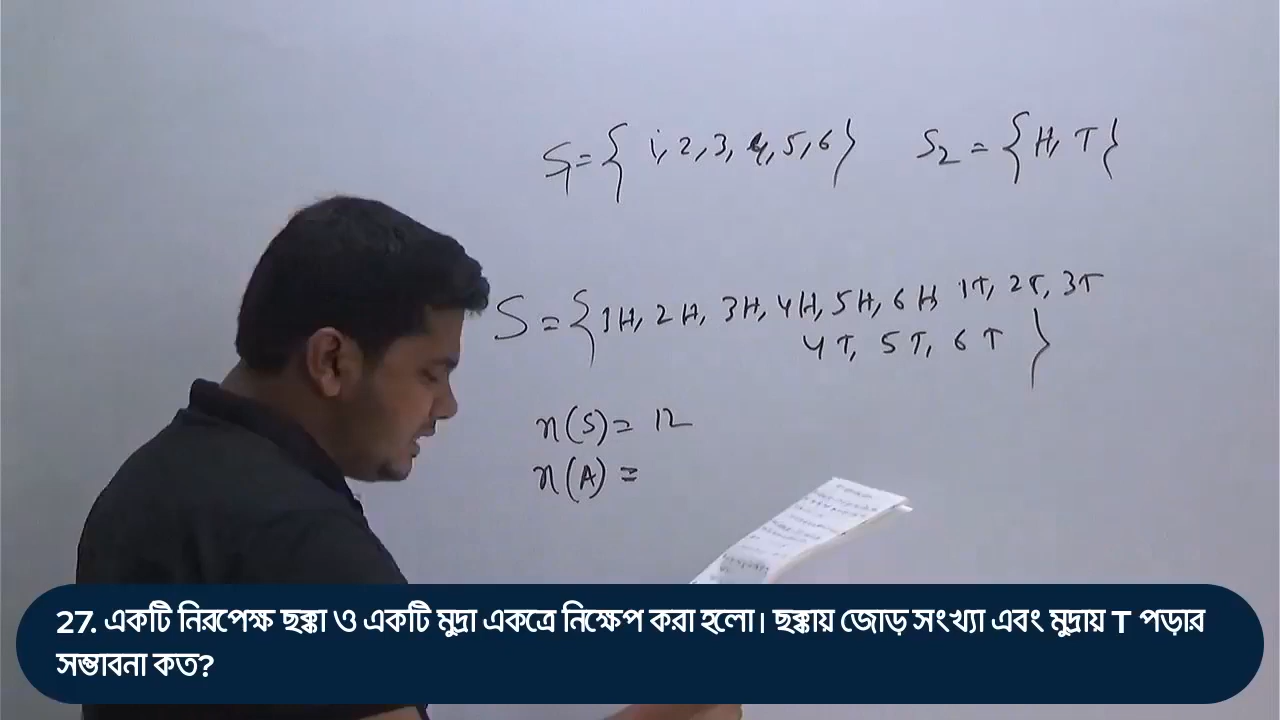 S₁ = { 1, 2, 3, 4, 5, 6 } S₂ = { H, T }
S = { 1H, 2H, 3H, 4H, 5H, 6H, 1T, 2T, 3T
4T, 5T, 6T }
n(S) = 12
n(A) =
27. একটি নিরপেক্ষ ছক্কা ও একটি মুদ্রা একত্রে নিক্ষেপ করা হলো। ছক্কায় জোড় সংখ্যা এবং মুদ্রায় T পড়ার
সম্ভাবনা কত?